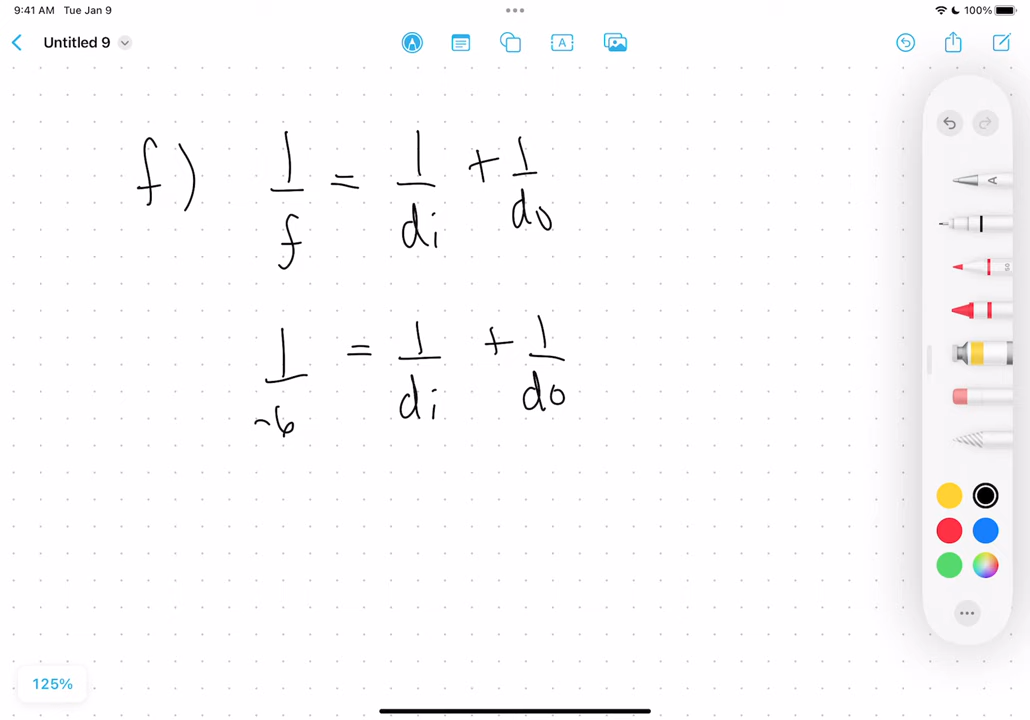 9:41 AM Tue Jan 9
100%
Untitled 9
f) 1/f = 1/di + 1/do
1/-6 = 1/di + 1/do
125%